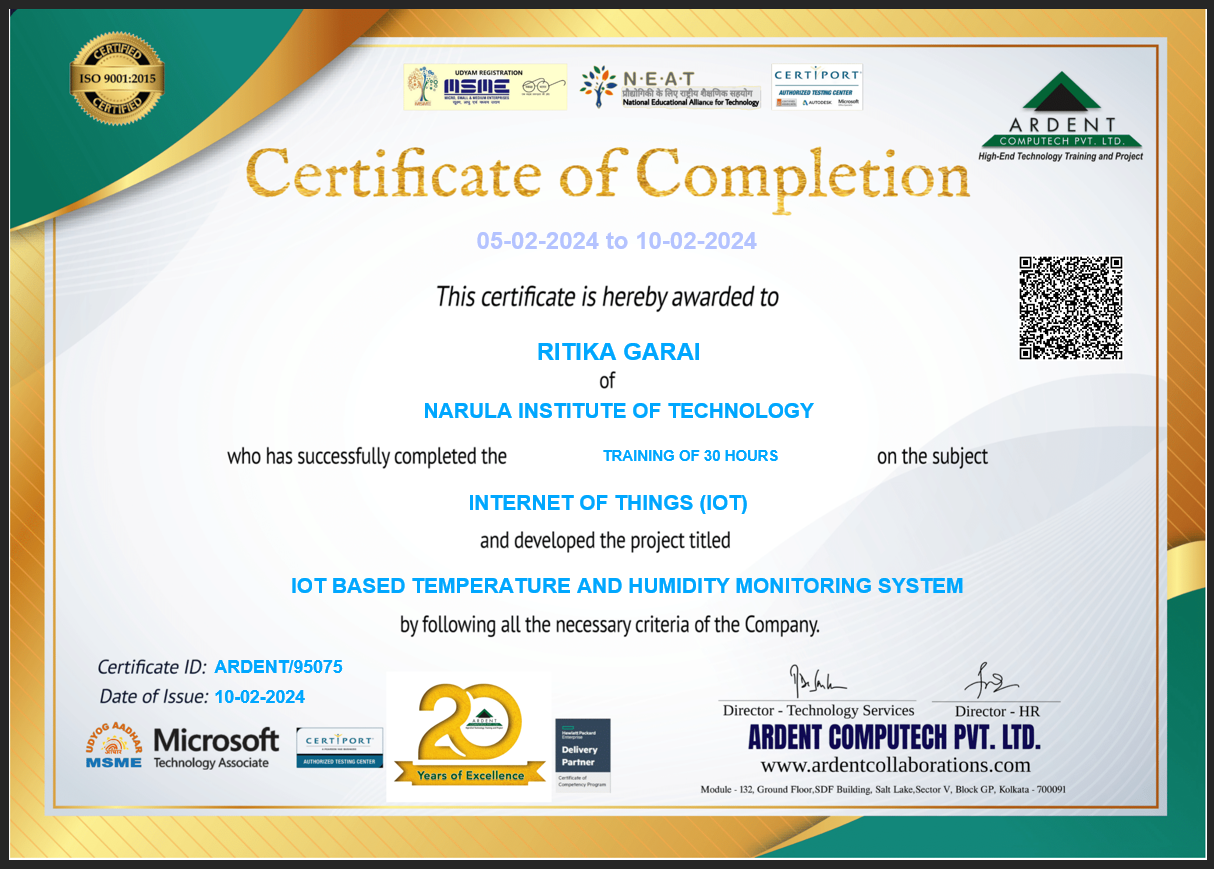 CERTIFIED
ISO 9001:2015
CERTIFIED
UDYAM REGISTRATION
MSME
MICRO, SMALL & MEDIUM ENTERPRISES
N·E·A·T
प्रौद्योगिकी के लिए राष्ट्रीय शैक्षणिक सहयोग
National Educational Alliance for Technology
CERTIPORT
AUTHORIZED TESTING CENTER
AUTODESK Microsoft
ARDENT
COMPUTECH PVT. LTD.
High-End Technology Training and Project
Certificate of Completion
05-02-2024 to 10-02-2024
This certificate is hereby awarded to
RITIKA GARAI
of
NARULA INSTITUTE OF TECHNOLOGY
who has successfully completed the TRAINING OF 30 HOURS on the subject
INTERNET OF THINGS (IOT)
and developed the project titled
IOT BASED TEMPERATURE AND HUMIDITY MONITORING SYSTEM
by following all the necessary criteria of the Company.
Certificate ID: ARDENT/95075
Date of Issue: 10-02-2024
UDYOG AADHAR
MSME
Microsoft
Technology Associate
CERTIPORT
AUTHORIZED TESTING CENTER
20
ARDENT
Years of Excellence
Hewlett Packard
Enterprise
Delivery
Partner
Certificate of
Competency Program
Director - Technology Services
Director - HR
ARDENT COMPUTECH PVT. LTD.
www.ardentcollaborations.com
Module - 132, Ground Floor,SDF Building, Salt Lake,Sector V, Block GP, Kolkata - 700091